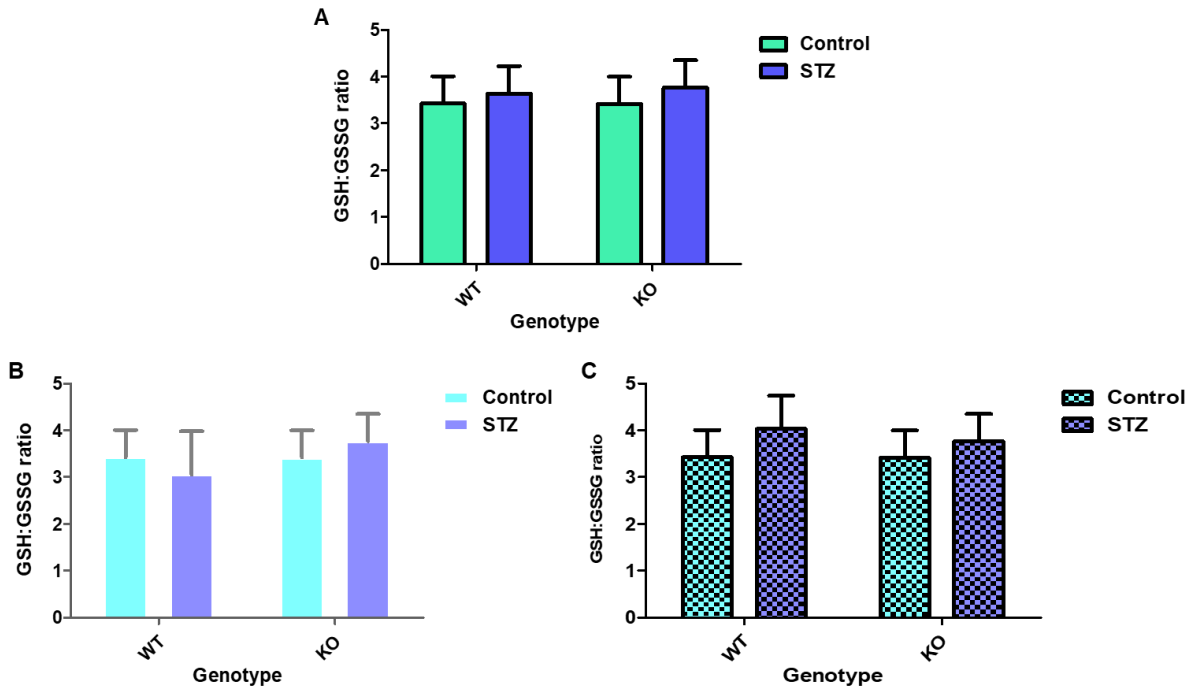 A
GSH:GSSG ratio
5
4
3
2
1
0
WT
KO
Genotype
Control
STZ
B
GSH:GSSG ratio
5
4
3
2
1
0
WT
KO
Genotype
Control
STZ
C
GSH:GSSG ratio
5
4
3
2
1
0
WT
KO
Genotype
Control
STZ